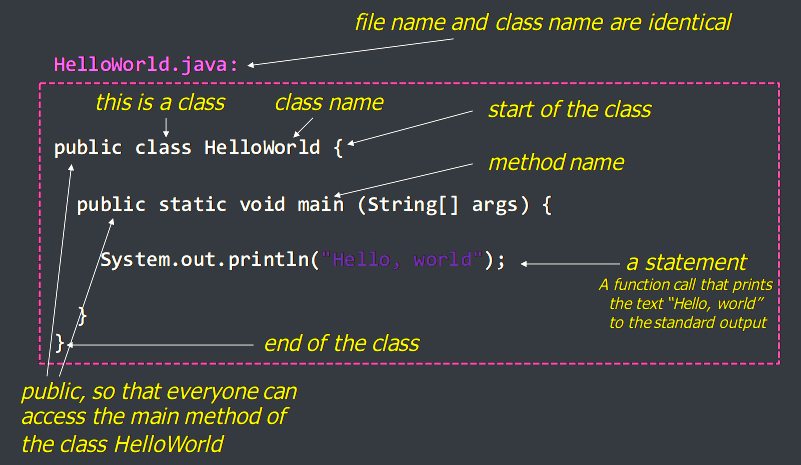 file name and class name are identical
HelloWorld.java:
this is a class
class name
start of the class
public class HelloWorld {
method name
public static void main (String[] args) {
System.out.println("Hello, world");
a statement
A function call that prints
the text “Hello, world”
to the standard output
}
}
end of the class
public, so that everyone can
access the main method of
the class HelloWorld